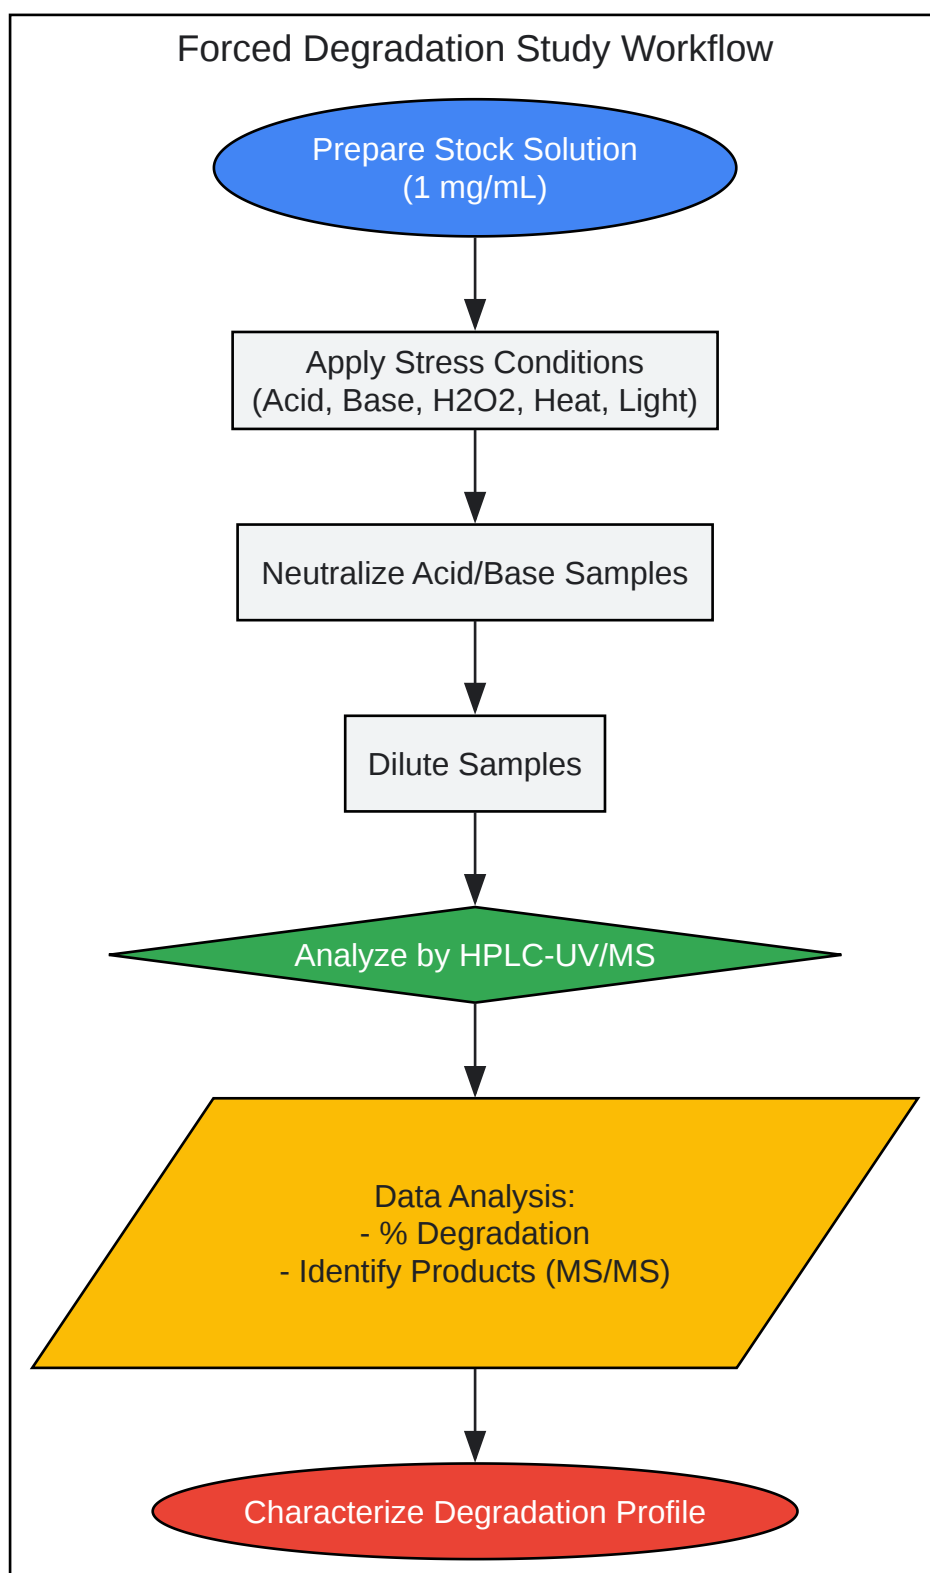 Forced Degradation Study Workflow
Prepare Stock Solution
(1 mg/mL)
Apply Stress Conditions
(Acid, Base, H2O2, Heat, Light)
Neutralize Acid/Base Samples
Dilute Samples
Analyze by HPLC-UV/MS
Data Analysis:
- % Degradation
- Identify Products (MS/MS)
Characterize Degradation Profile